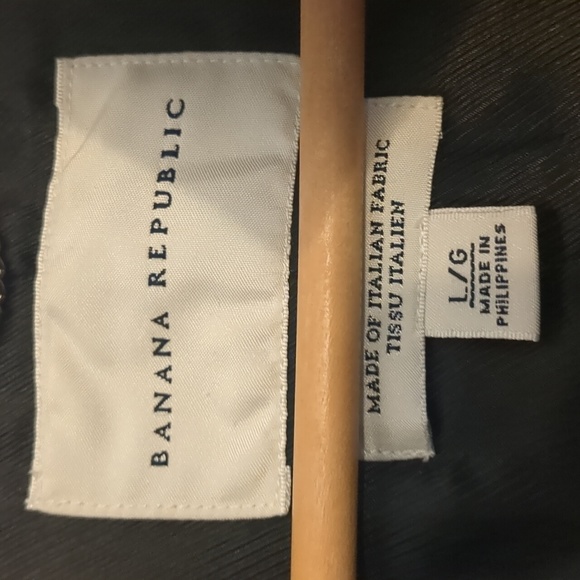 BANANA REPUBLIC
MADE OF ITALIAN FABRIC
TISSU ITALIEN
L/G
MADE IN
PHILIPPINES